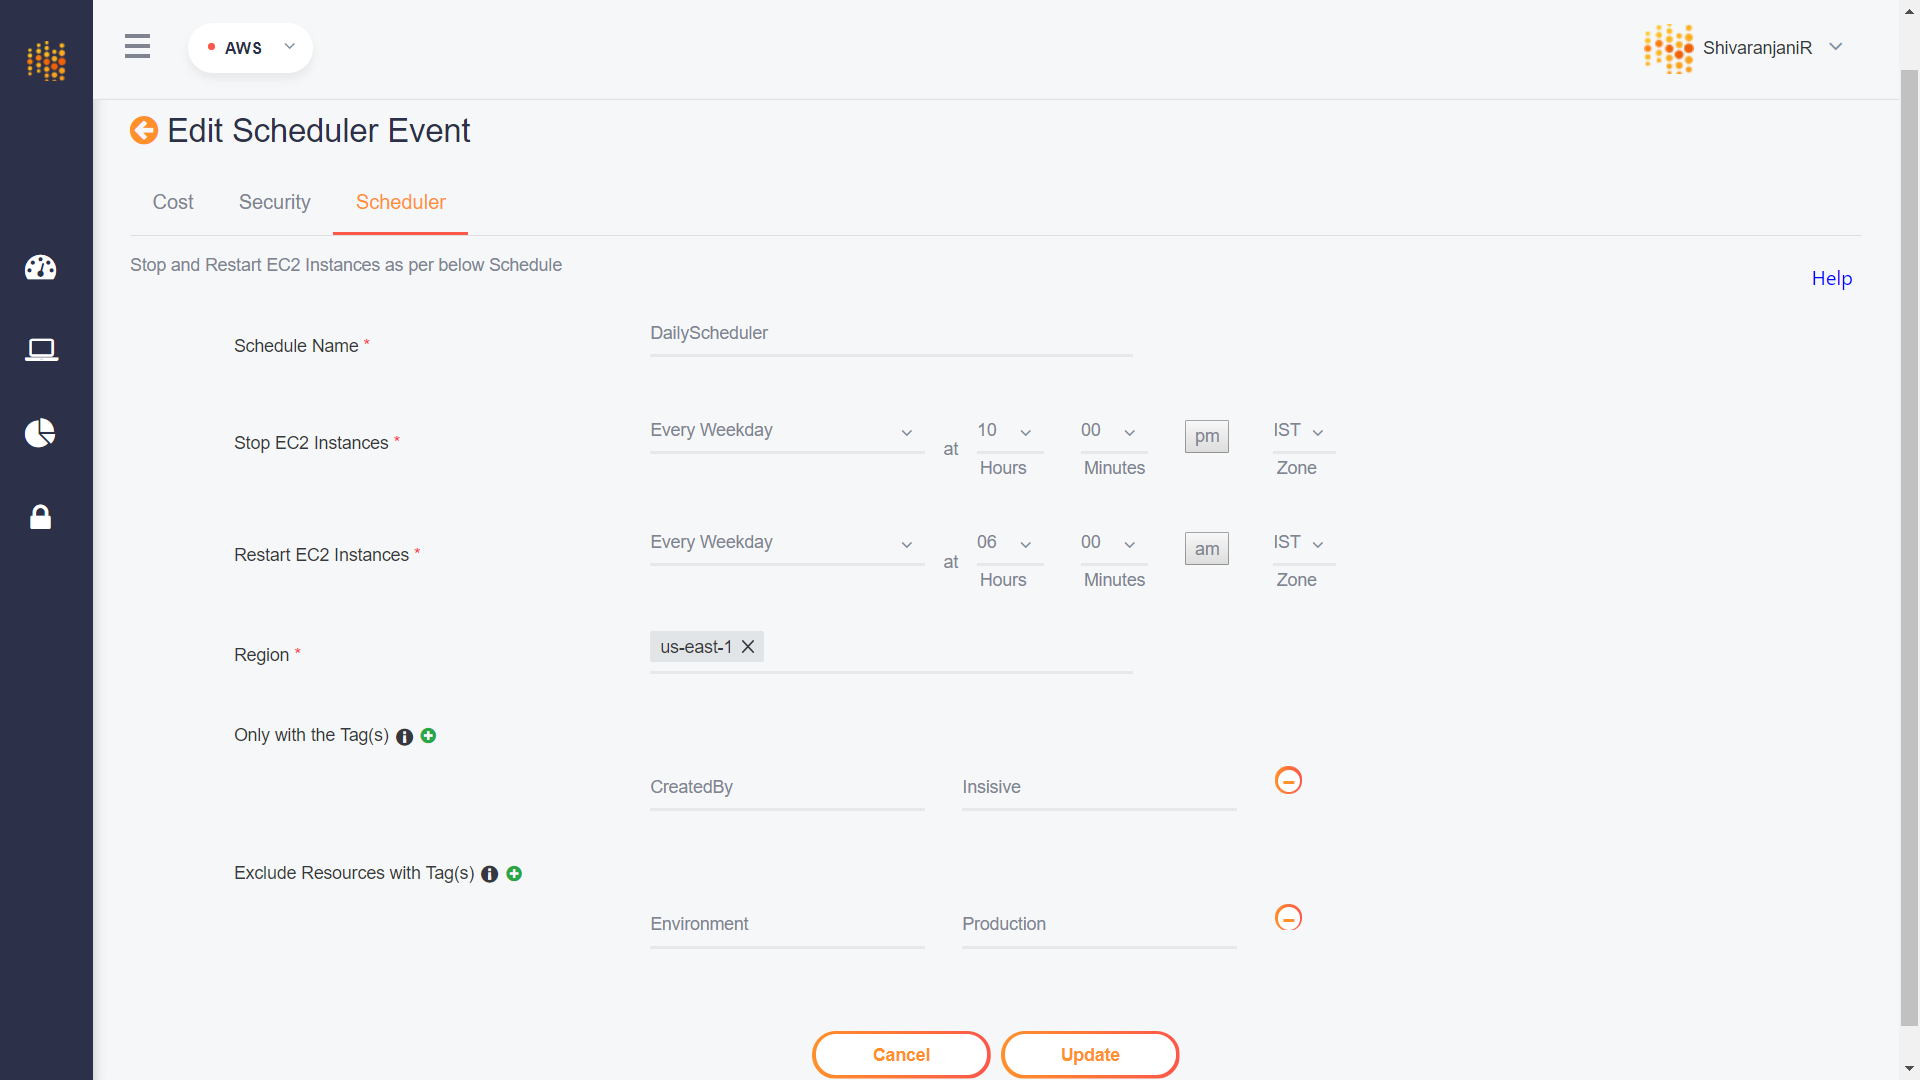 AWS
ShivaranjaniR
Edit Scheduler Event
Cost Security Scheduler
Stop and Restart EC2 Instances as per below Schedule
Help
Schedule Name * DailyScheduler
Stop EC2 Instances * Every Weekday at 10 00 pm IST
Hours Minutes Zone
Restart EC2 Instances * Every Weekday at 06 00 am IST
Hours Minutes Zone
Region * us-east-1
Only with the Tag(s)
CreatedBy Insisive
Exclude Resources with Tag(s)
Environment Production
Cancel Update